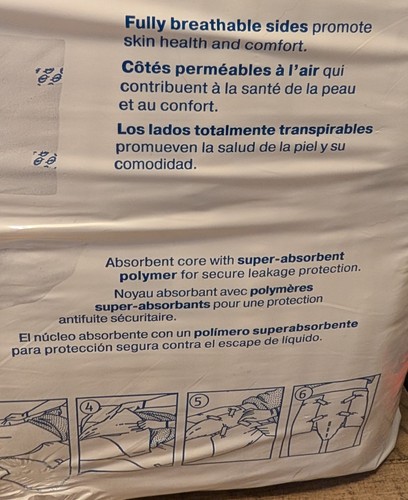 Fully breathable sides promote
skin health and comfort.
Côtés perméables à l'air qui
contribuent à la santé de la peau
et au confort.
Los lados totalmente transpirables
promueven la salud de la piel y su
comodidad.
Absorbent core with super-absorbent
polymer for secure leakage protection.
Noyau absorbant avec polymères
super-absorbants pour une protection
antifuite sécuritaire.
El núcleo absorbente con un polímero superabsorbente
para protección segura contra el escape de líquido.
4
5
6